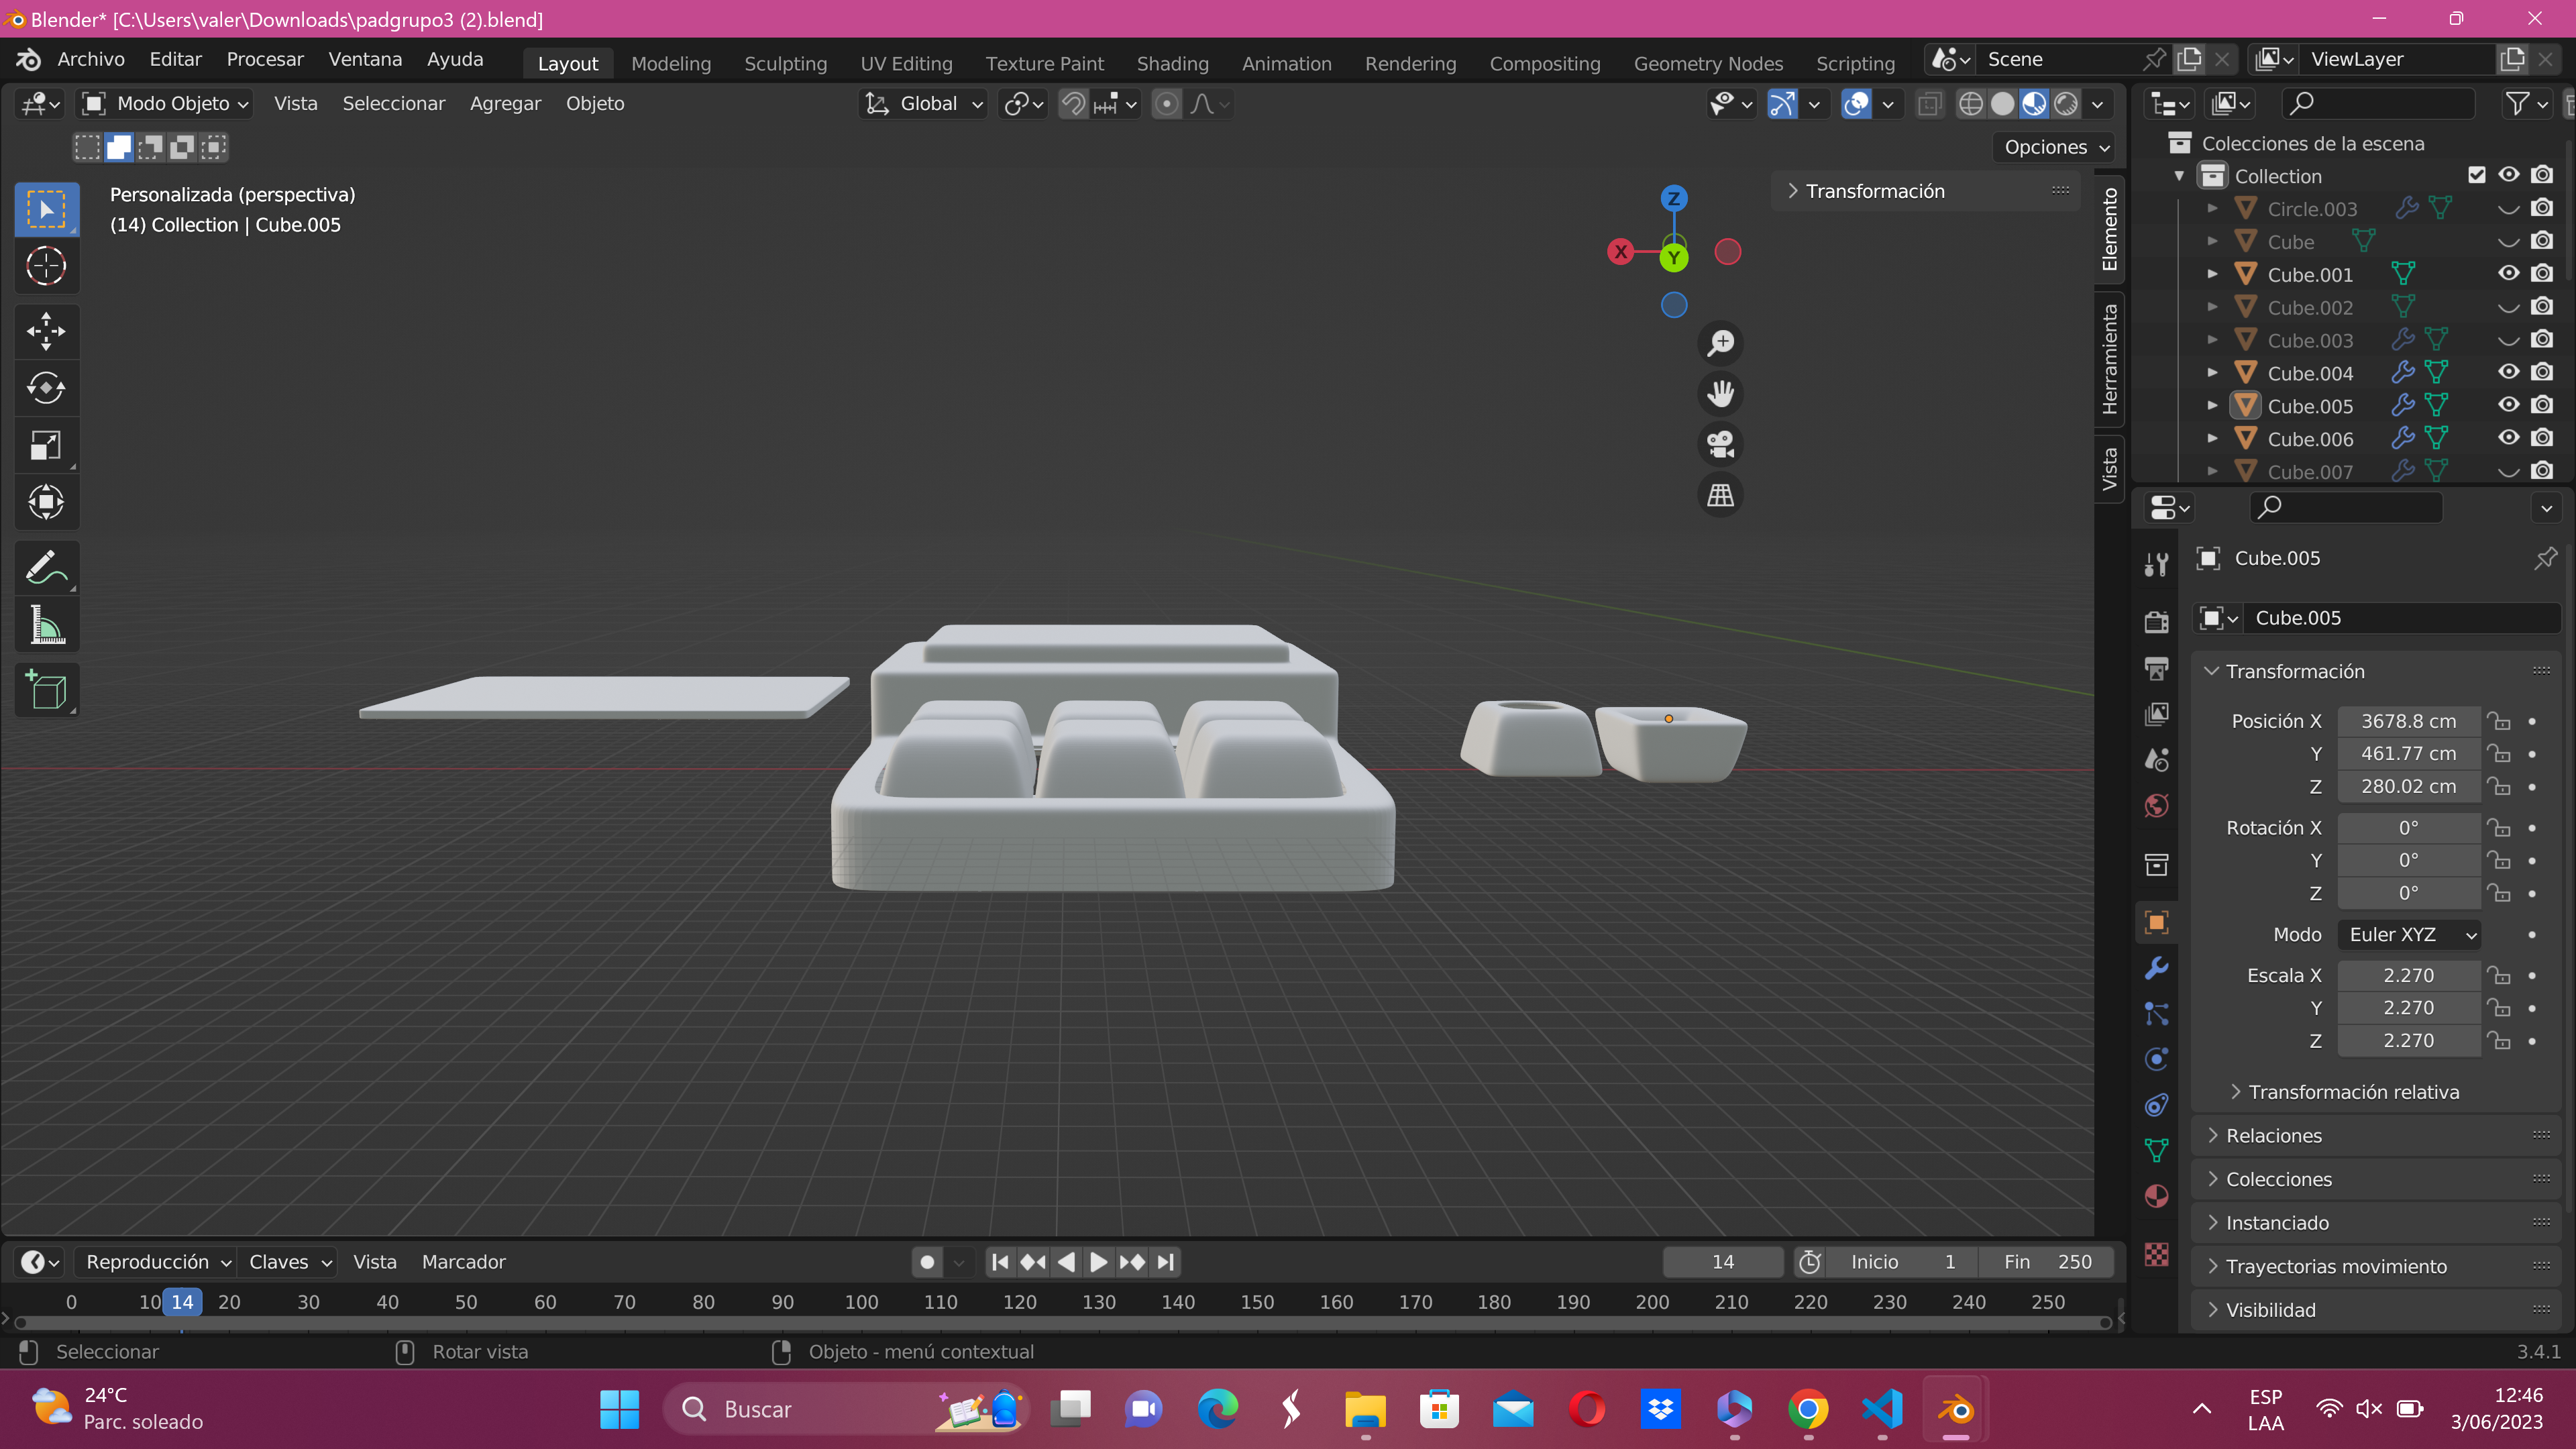 Blender* [C:\Users\valer\Downloads\padgrupo3 (2).blend]
Archivo Editar Procesar Ventana Ayuda Layout Modeling Sculpting UV Editing Texture Paint Shading Animation Rendering Compositing Geometry Nodes Scripting Scene ViewLayer
Modo Objeto Vista Seleccionar Agregar Objeto Global
Opciones
Personalizada (perspectiva)
(14) Collection | Cube.005
Transformación
Z
X
Y
Elemento
Herramienta
Vista
Colecciones de la escena
Collection
Circle.003
Cube
Cube.001
Cube.002
Cube.003
Cube.004
Cube.005
Cube.006
Cube.007
Cube.005
Cube.005
Transformación
Posición X 3678.8 cm
Y 461.77 cm
Z 280.02 cm
Rotación X 0°
Y 0°
Z 0°
Modo Euler XYZ
Escala X 2.270
Y 2.270
Z 2.270
Transformación relativa
Relaciones
Colecciones
Instanciado
Trayectorias movimiento
Visibilidad
Reproducción Claves Vista Marcador 14 Inicio 1 Fin 250
0 10 14 20 30 40 50 60 70 80 90 100 110 120 130 140 150 160 170 180 190 200 210 220 230 240 250
Seleccionar Rotar vista Objeto - menú contextual 3.4.1
24°C
Parc. soleado
Buscar
ESP
LAA
12:46
3/06/2023